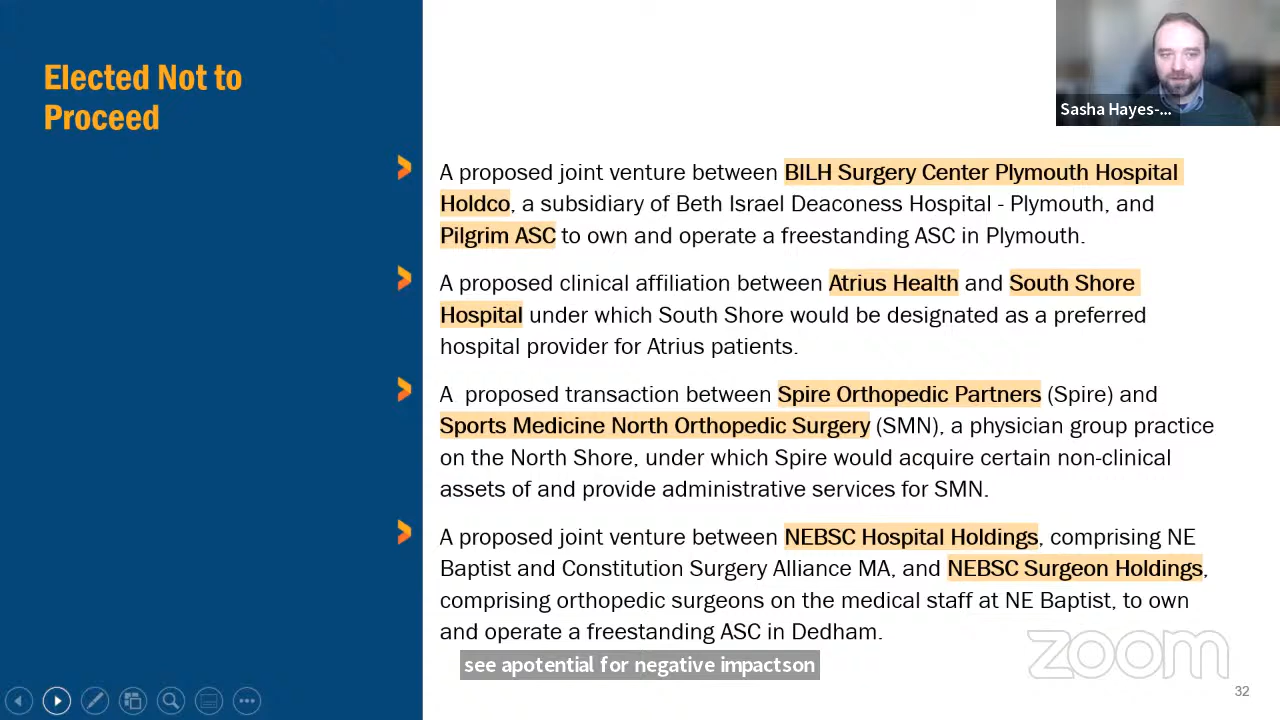 Elected Not to
Proceed
Sasha Hayes-...
A proposed joint venture between BILH Surgery Center Plymouth Hospital
Holdco, a subsidiary of Beth Israel Deaconess Hospital - Plymouth, and
Pilgrim ASC to own and operate a freestanding ASC in Plymouth.
A proposed clinical affiliation between Atrius Health and South Shore
Hospital under which South Shore would be designated as a preferred
hospital provider for Atrius patients.
A  proposed transaction between Spire Orthopedic Partners (Spire) and
Sports Medicine North Orthopedic Surgery (SMN), a physician group practice
on the North Shore, under which Spire would acquire certain non-clinical
assets of and provide administrative services for SMN.
A proposed joint venture between NEBSC Hospital Holdings, comprising NE
Baptist and Constitution Surgery Alliance MA, and NEBSC Surgeon Holdings,
comprising orthopedic surgeons on the medical staff at NE Baptist, to own
and operate a freestanding ASC in Dedham.
see apotential for negative impactson
zoom
32